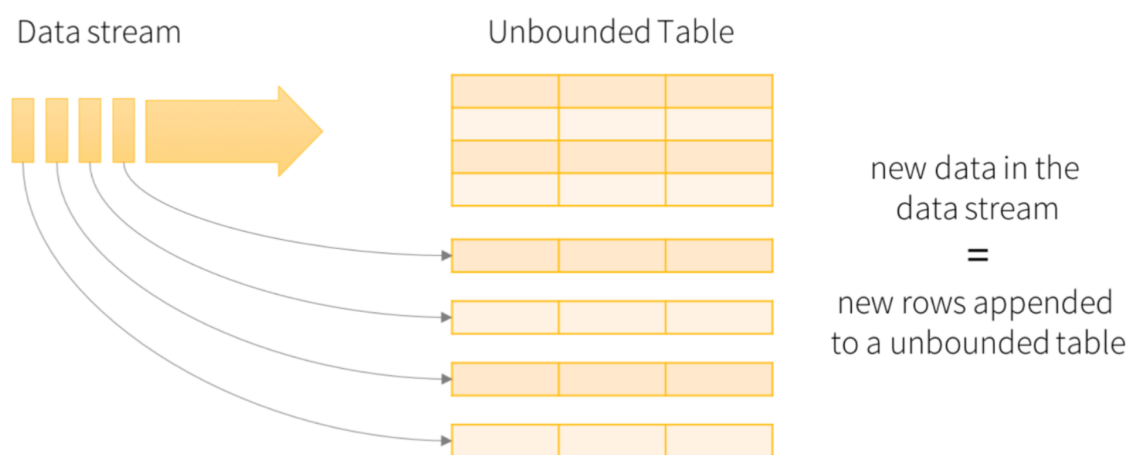 Data stream
Unbounded Table
new data in the
data stream
=
new rows appended
to a unbounded table